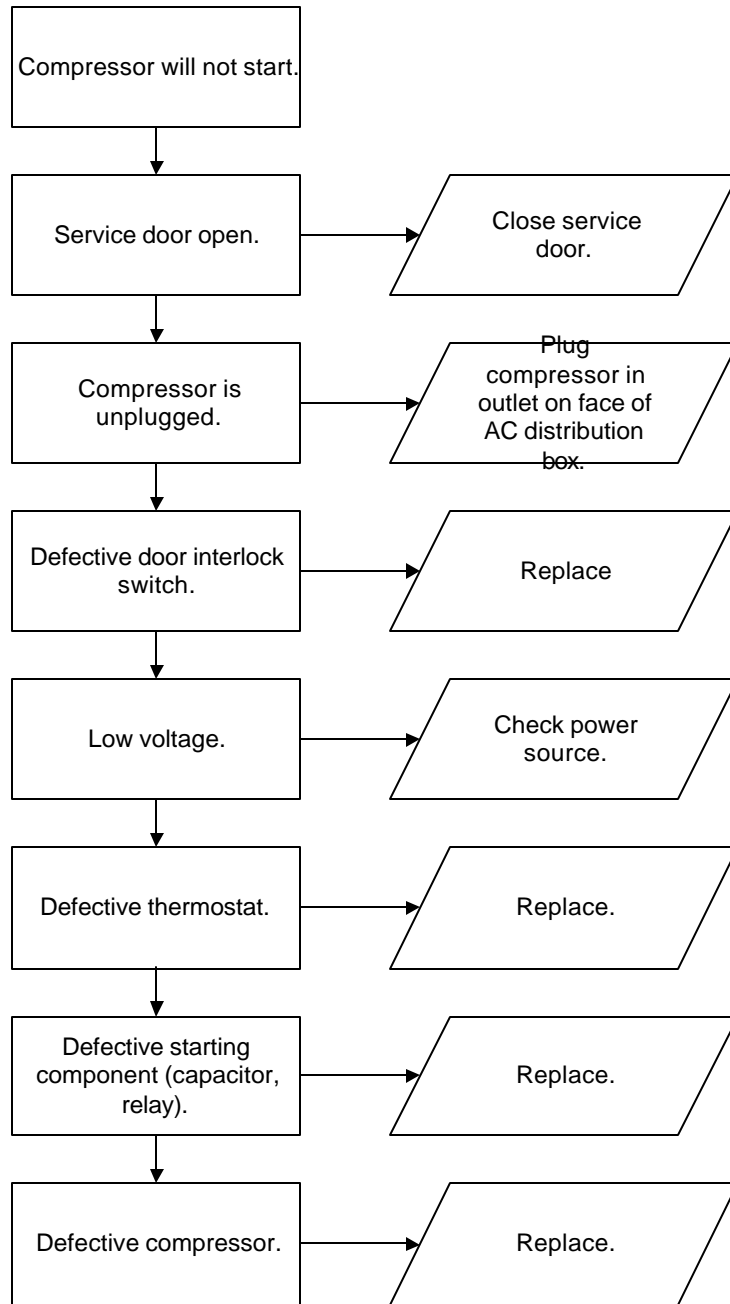 Compressor will not start.
Service door open.
Close service
door.
Compressor is
unplugged.
Plug
compressor in
outlet on face of
AC distribution
box.
Defective door interlock
switch.
Replace
Low voltage.
Check power
source.
Defective thermostat.
Replace.
Defective starting
component (capacitor,
relay).
Replace.
Defective compressor.
Replace.